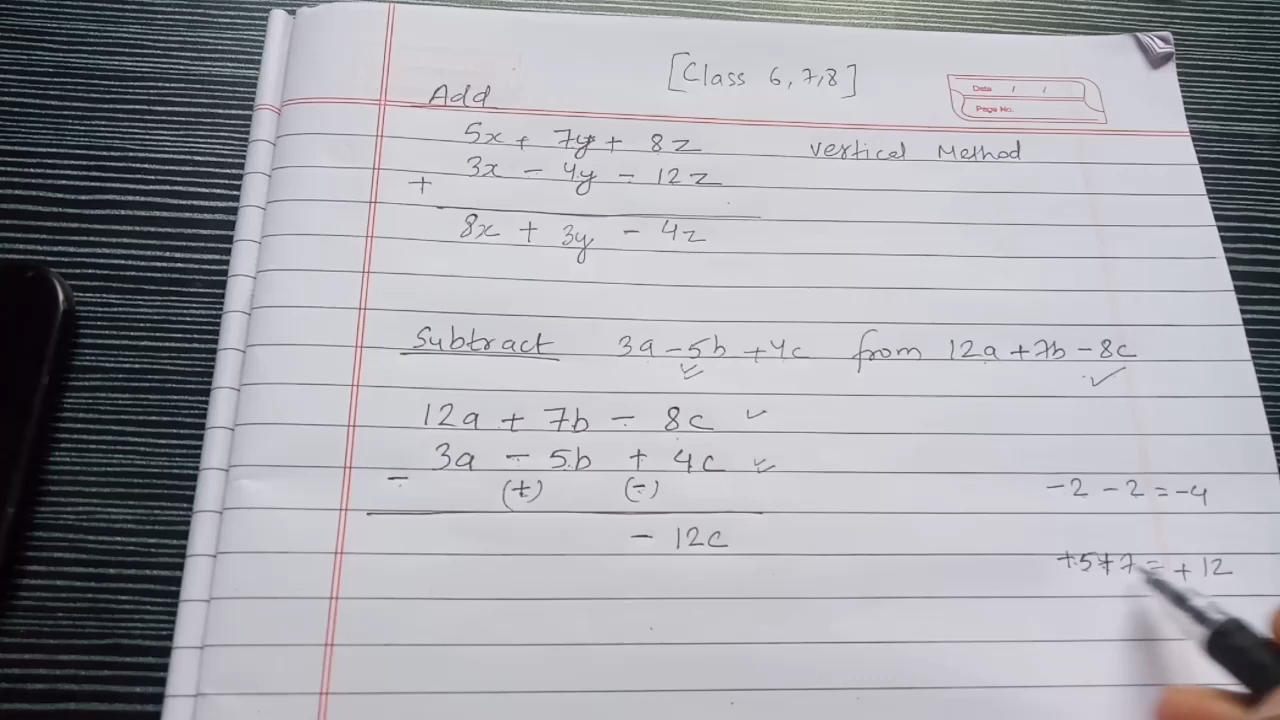 [Class 6,7,8]
Add
Date / /
Page No.
5x + 7y + 8z vertical Method
3x - 4y - 12z
+
8x + 3y - 4z
Subtract 3a - 5b + 4c from 12a + 7b - 8c
12a + 7b - 8c
3a - 5b + 4c
-
(+) (-)
-2 -2 = -4
- 12c
+5+7 = +12